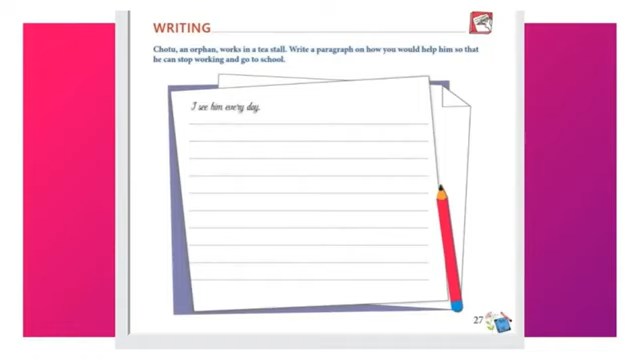 WRITING
Chotu, an orphan, works in a tea stall. Write a paragraph on how you would help him so that
he can stop working and go to school.
I see him every day.
27